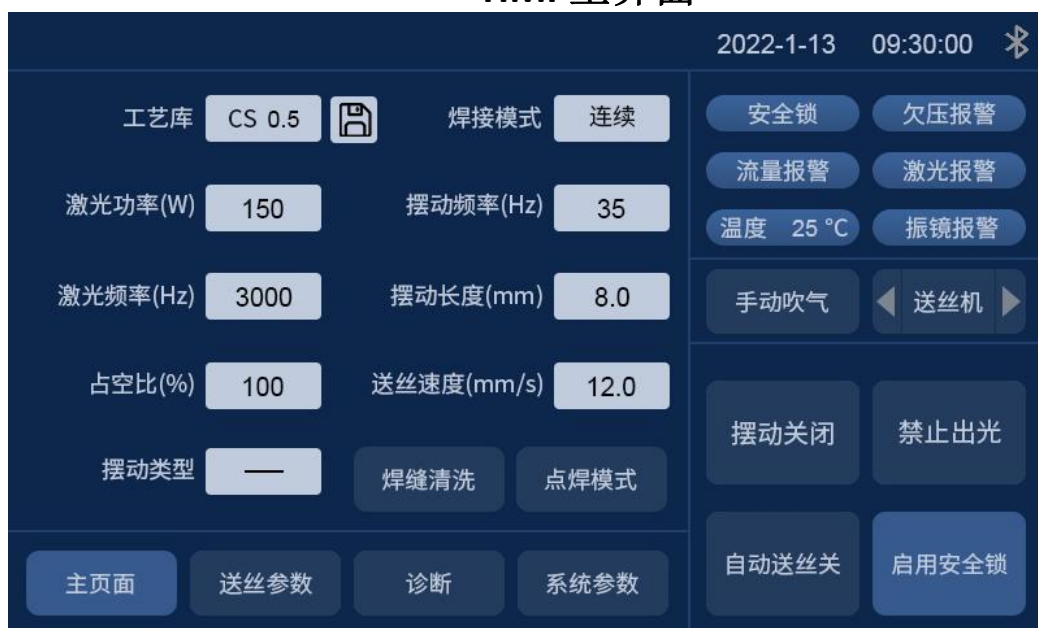 2022-1-13 09:30:00
工艺库 CS 0.5 焊接模式 连续
激光功率(W) 150 摆动频率(Hz) 35
激光频率(Hz) 3000 摆动长度(mm) 8.0
占空比(%) 100 送丝速度(mm/s) 12.0
摆动类型 — 焊缝清洗 点焊模式
主页面 送丝参数 诊断 系统参数
安全锁 欠压报警
流量报警 激光报警
温度 25 °C 振镜报警
手动吹气 送丝机
摆动关闭 禁止出光
自动送丝关 启用安全锁